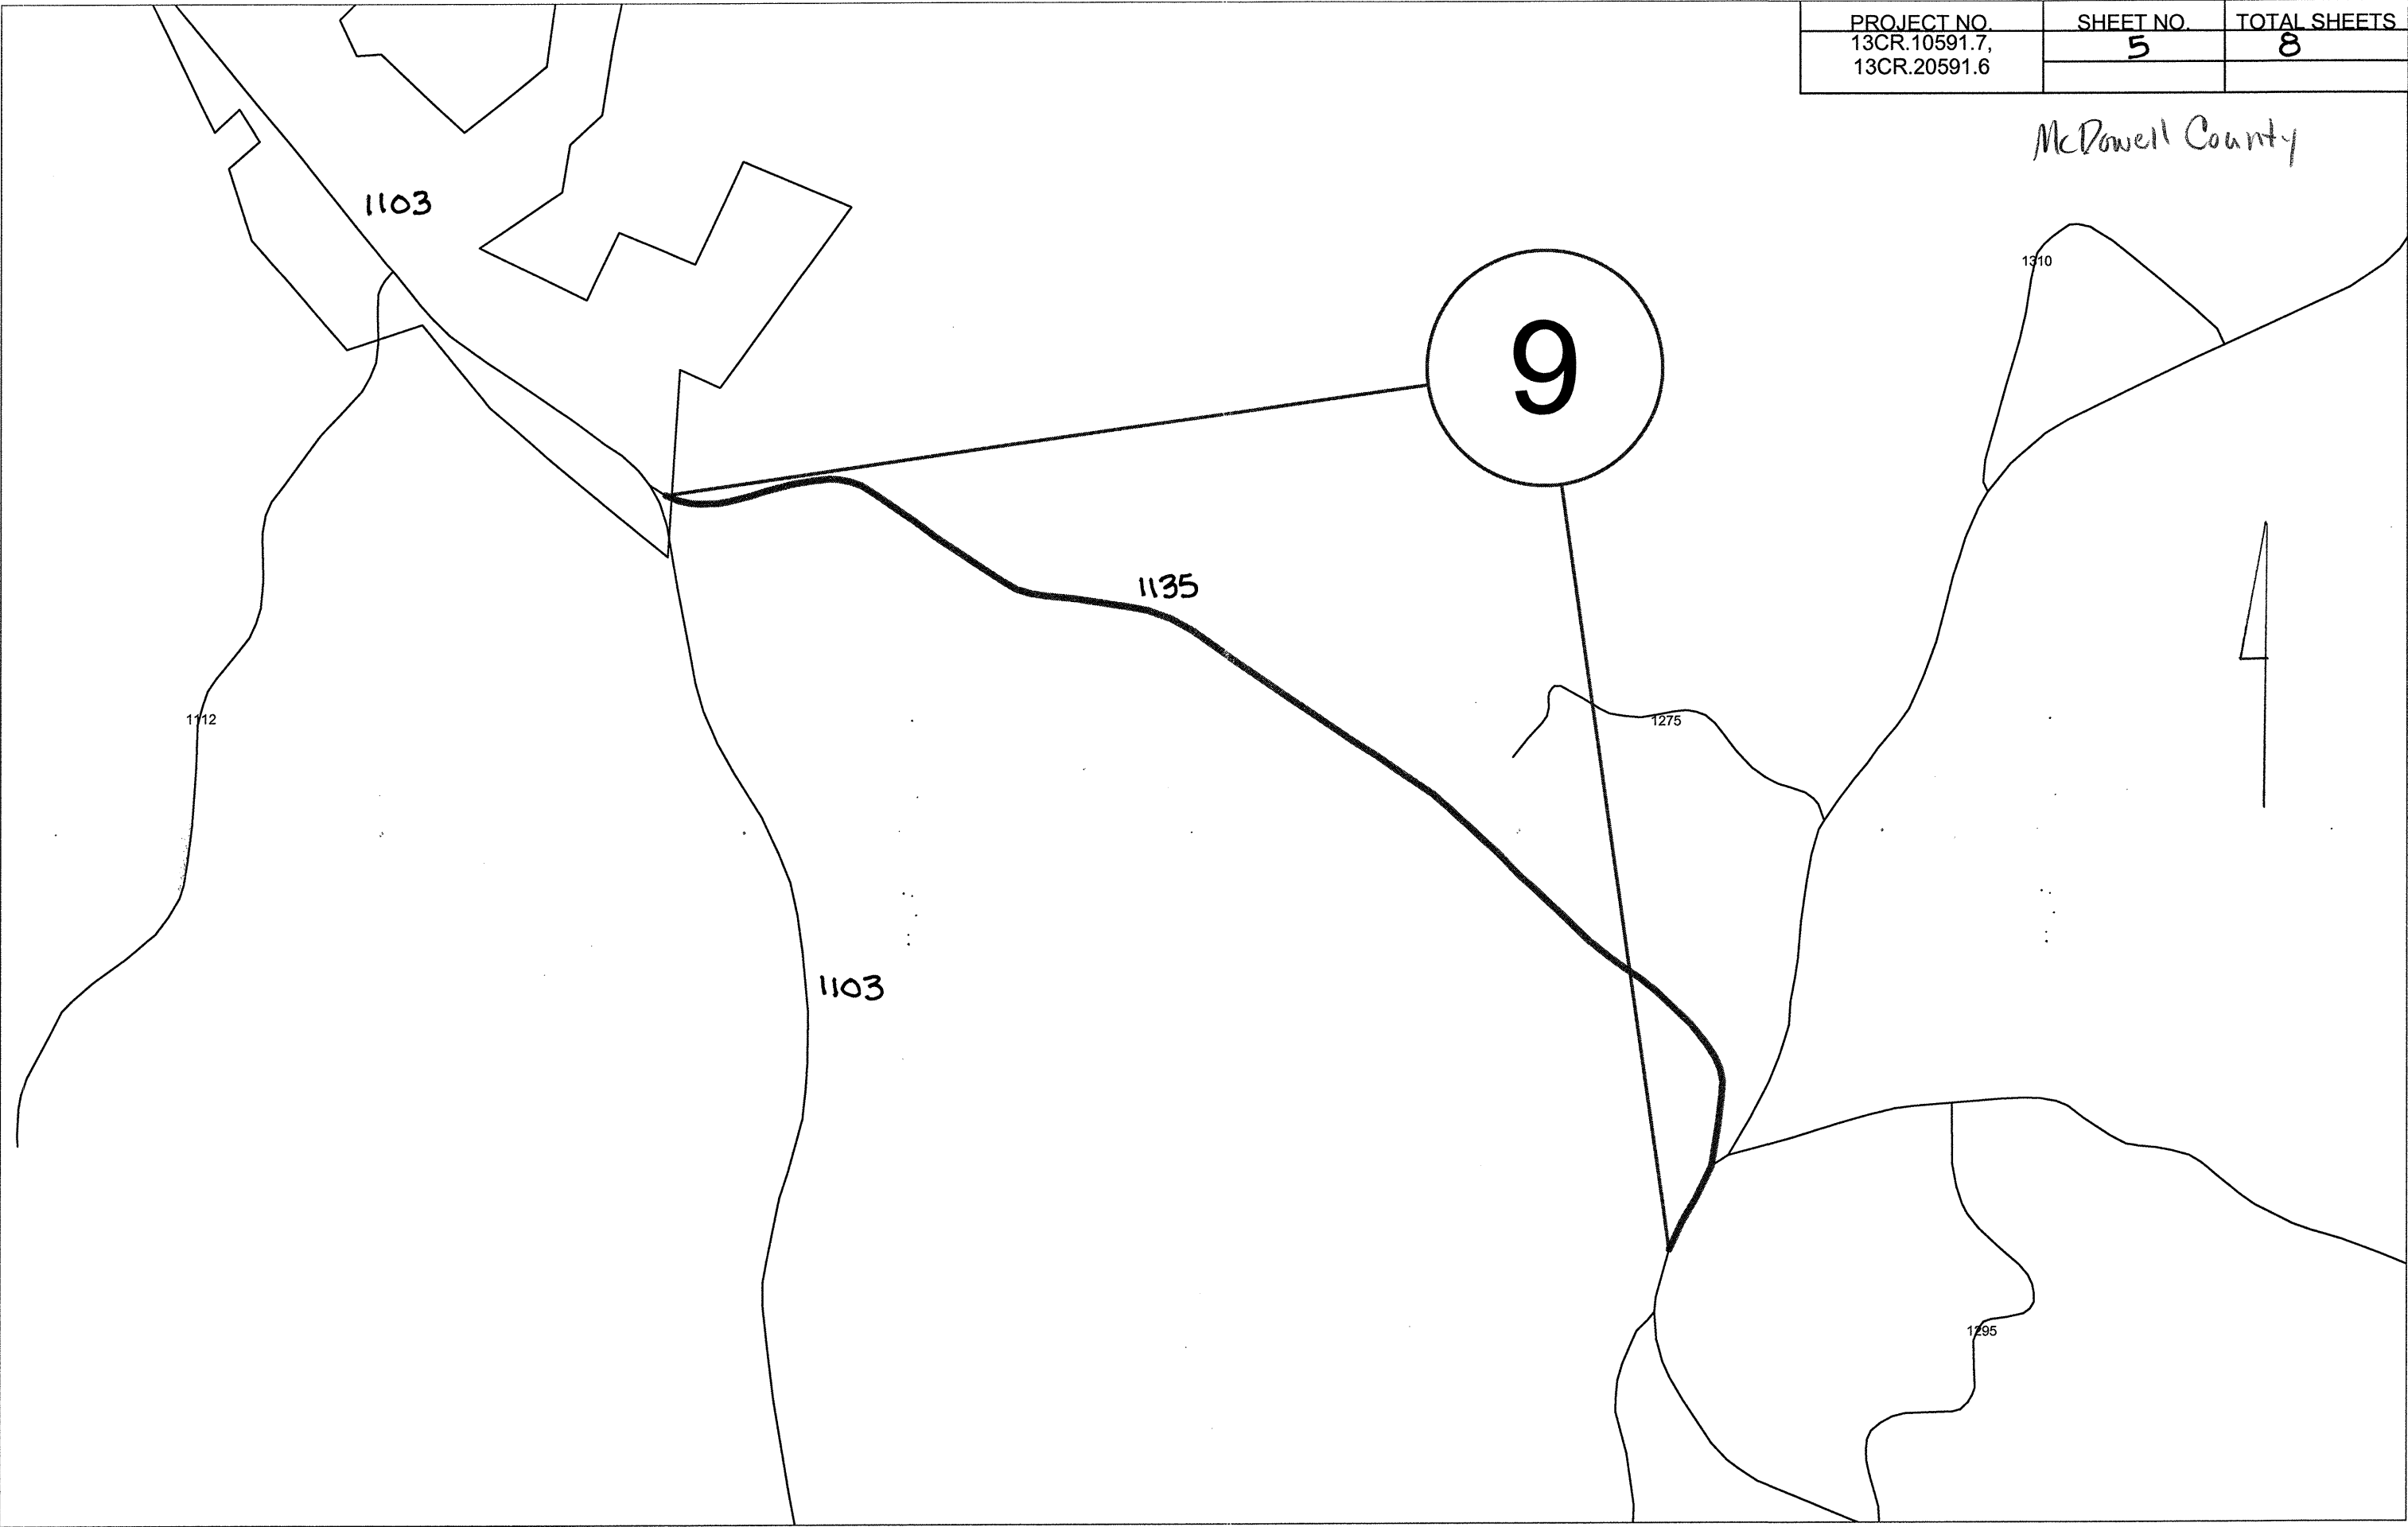 PROJECT NO. SHEET NO. TOTAL SHEETS
13CR.10591.7, 5 8
13CR.20591.6
McDowell County
1103
1310
9
1135
1112
1275
1103
1295